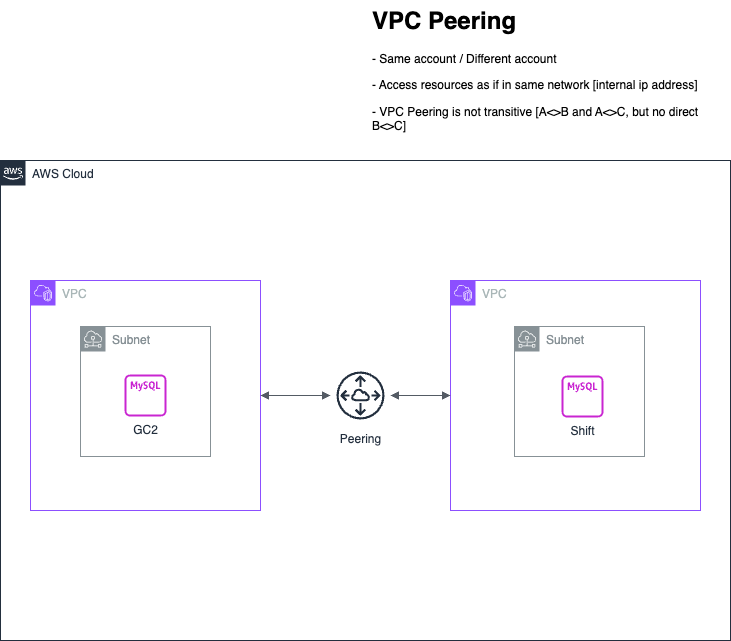 VPC Peering
- Same account / Different account
- Access resources as if in same network [internal ip address]
- VPC Peering is not transitive [A<>B and A<>C, but no direct
B<>C]
aws
AWS Cloud
VPC
VPC
Subnet
Subnet
MySQL
MySQL
GC2
Shift
Peering